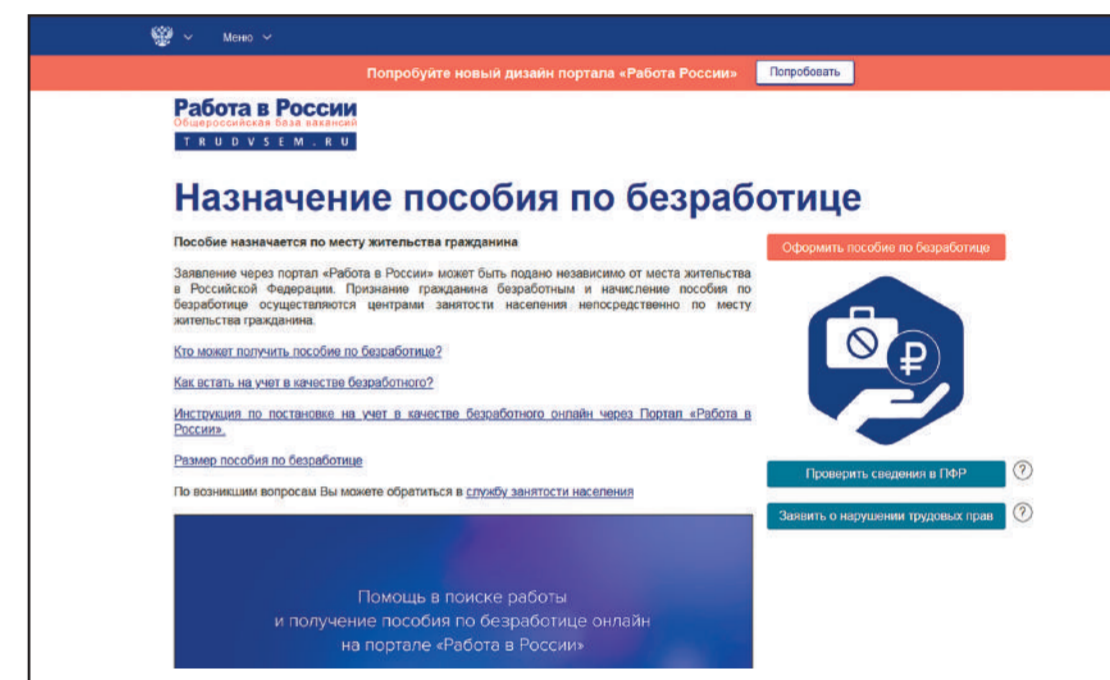 Меню
Попробуйте новый дизайн портала «Работа России»
Попробовать
Работа в России
Общероссийская база вакансий
TRUDVSEM.RU
Назначение пособия по безработице
Пособие назначается по месту жительства гражданина
Заявление через портал «Работа в России» может быть подано независимо от места жительства
в Российской Федерации. Признание гражданина безработным и начисление пособия по
безработице осуществляются центрами занятости населения непосредственно по месту
жительства гражданина.
Кто может получить пособие по безработице?
Как встать на учет в качестве безработного?
Инструкция по постановке на учет в качестве безработного онлайн через Портал «Работа в
России».
Размер пособия по безработице
По возникшим вопросам Вы можете обратиться в службу занятости населения
Оформить пособие по безработице
₽
Проверить сведения в ПФР
?
Заявить о нарушении трудовых прав
?
Помощь в поиске работы
и получение пособия по безработице онлайн
на портале «Работа в России»